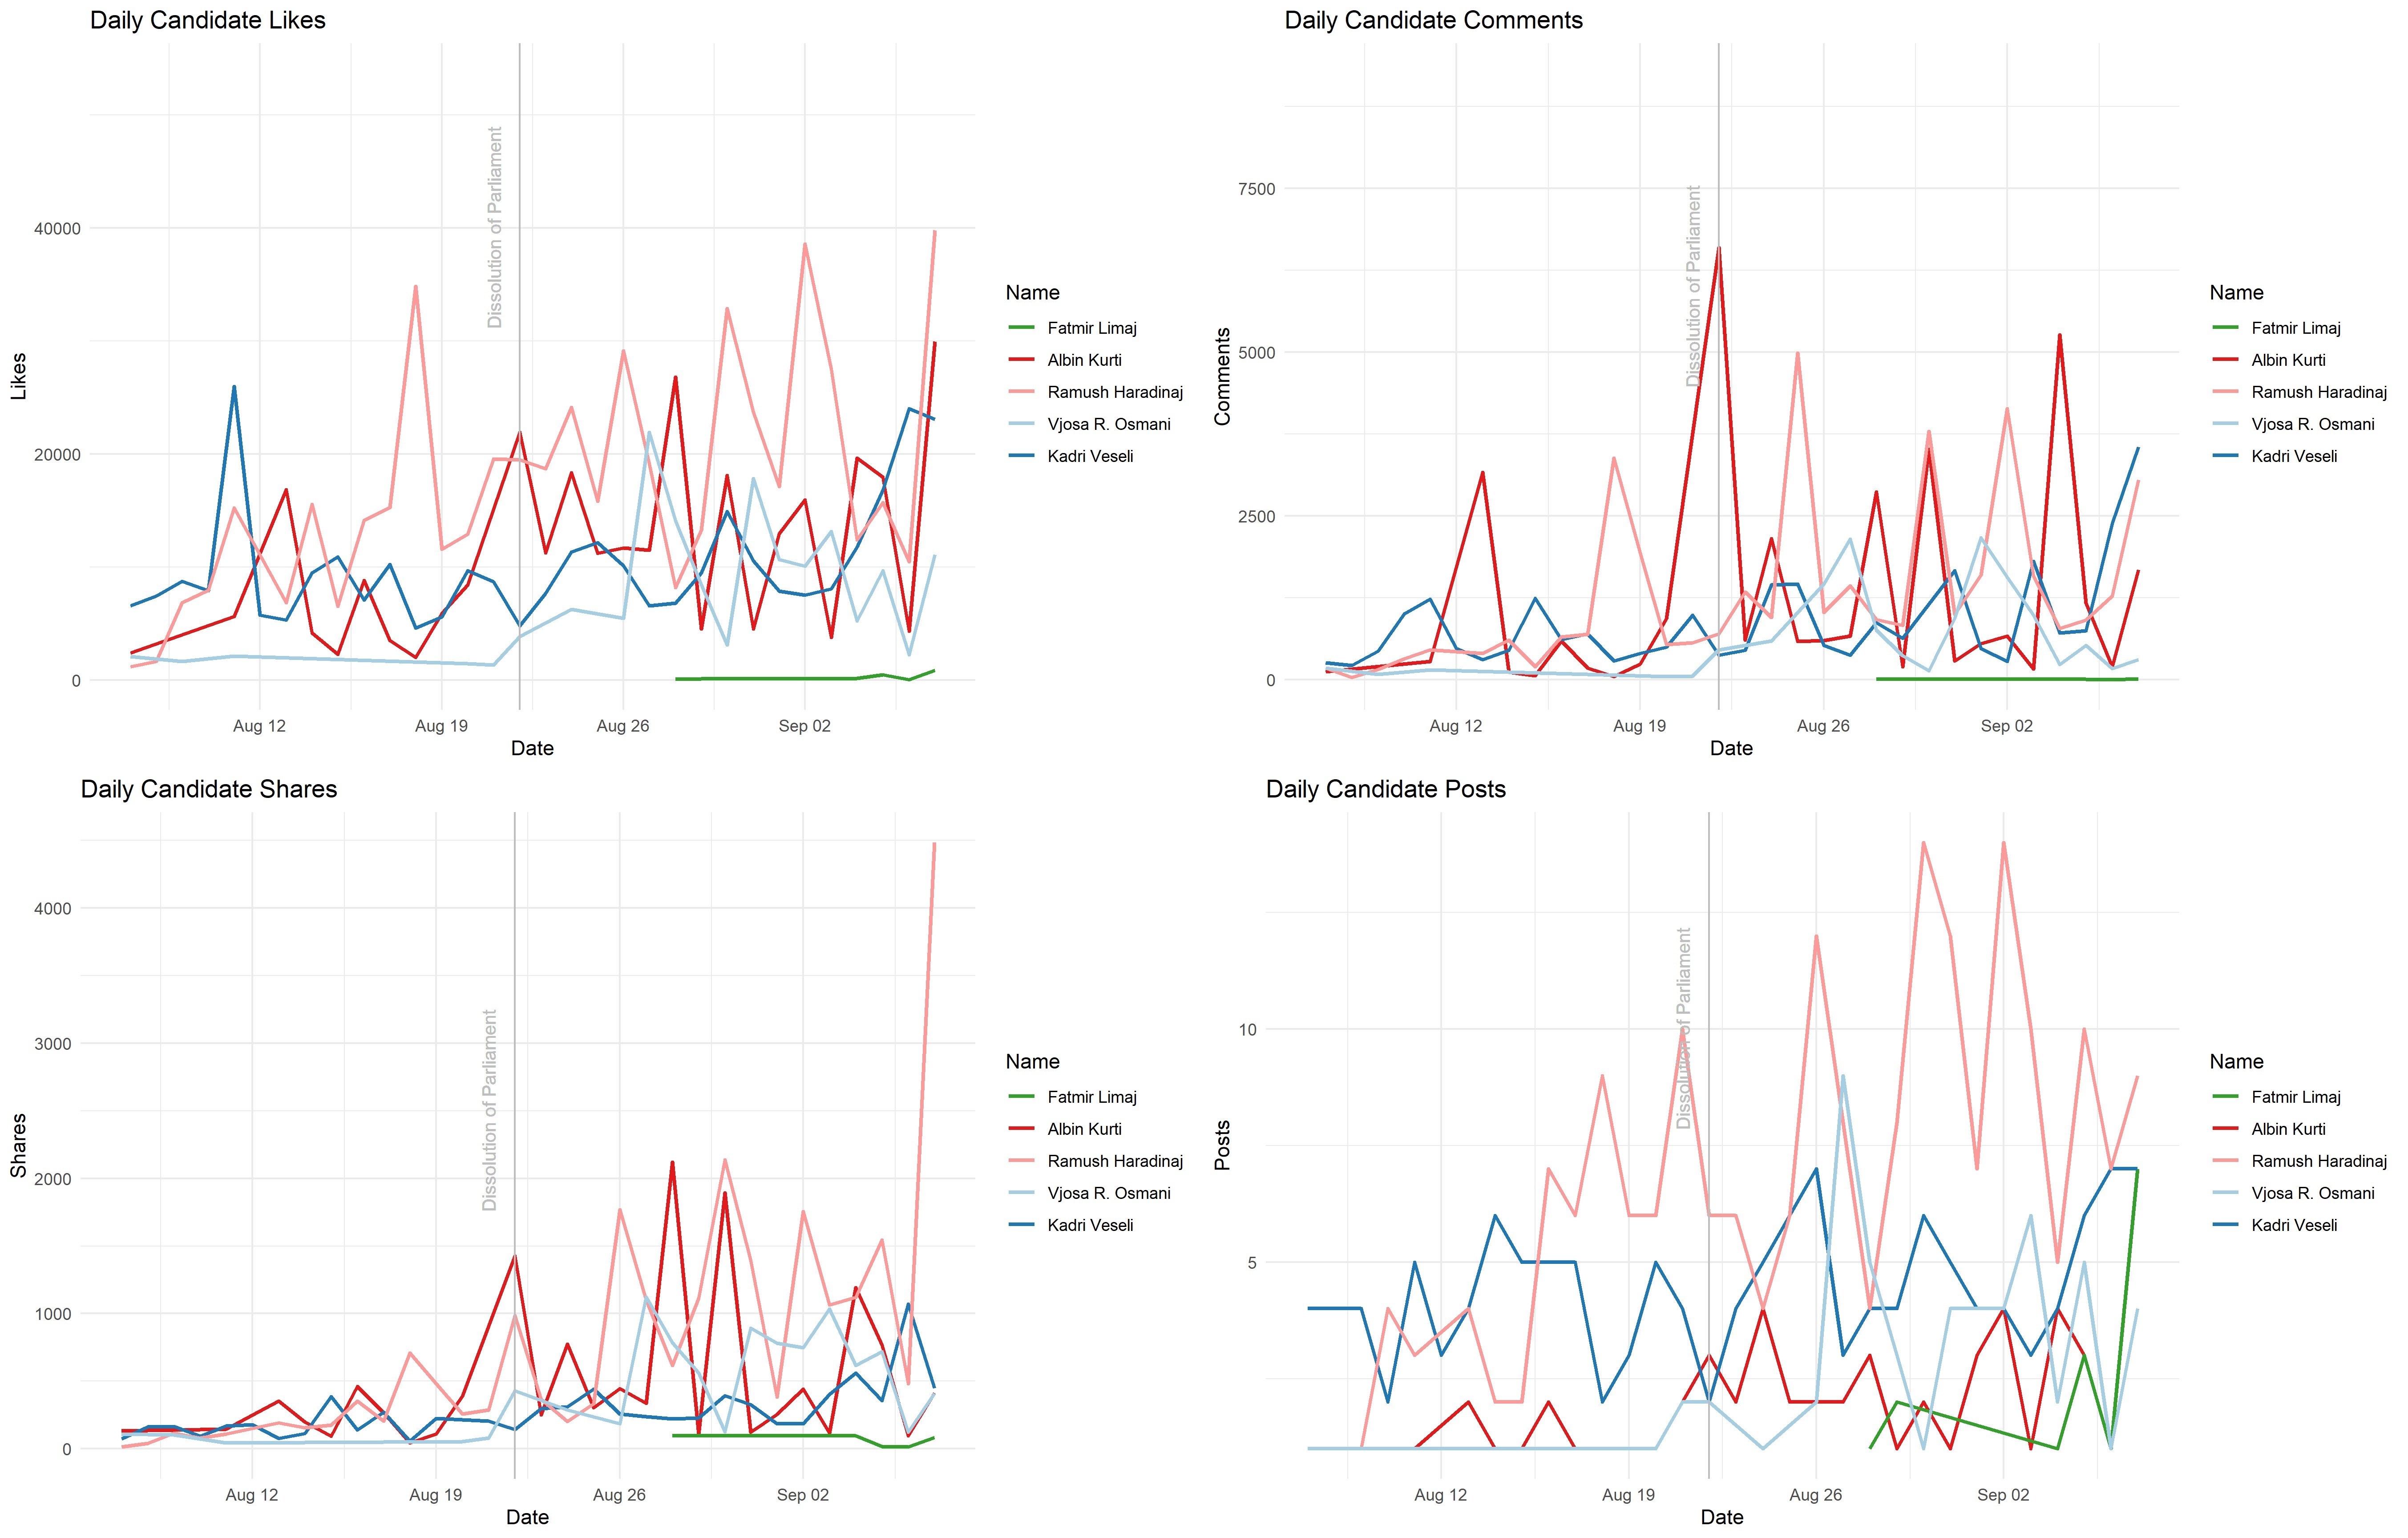 Daily Candidate Likes
Likes
40000
20000
0
Dissolution of Parliament
Aug 12
Aug 19
Aug 26
Sep 02
Date
Name
Fatmir Limaj
Albin Kurti
Ramush Haradinaj
Vjosa R. Osmani
Kadri Veseli
Daily Candidate Comments
Comments
7500
5000
2500
0
Dissolution of Parliament
Aug 12
Aug 19
Aug 26
Sep 02
Date
Name
Fatmir Limaj
Albin Kurti
Ramush Haradinaj
Vjosa R. Osmani
Kadri Veseli
Daily Candidate Shares
Shares
4000
3000
2000
1000
0
Dissolution of Parliament
Aug 12
Aug 19
Aug 26
Sep 02
Date
Name
Fatmir Limaj
Albin Kurti
Ramush Haradinaj
Vjosa R. Osmani
Kadri Veseli
Daily Candidate Posts
Posts
10
5
Dissolution of Parliament
Aug 12
Aug 19
Aug 26
Sep 02
Date
Name
Fatmir Limaj
Albin Kurti
Ramush Haradinaj
Vjosa R. Osmani
Kadri Veseli